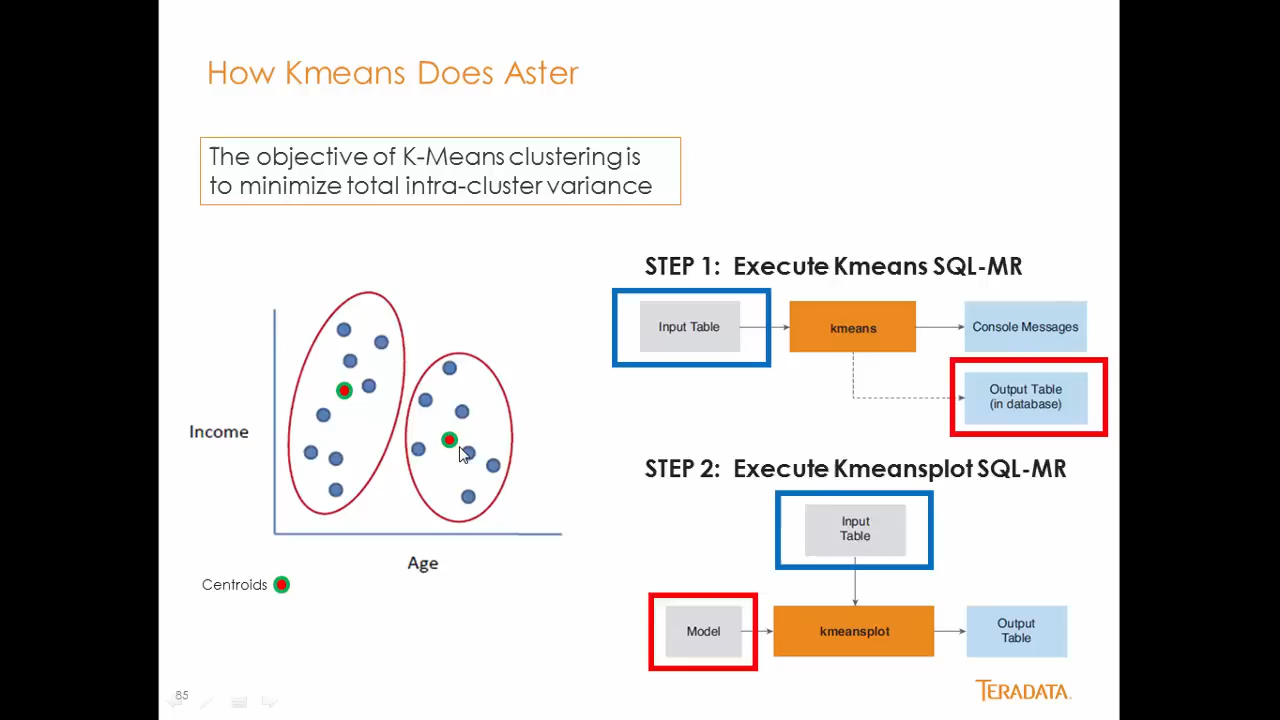 How Kmeans Does Aster
The objective of K-Means clustering is
to minimize total intra-cluster variance
Income
Age
Centroids
STEP 1: Execute Kmeans SQL-MR
Input Table
kmeans
Console Messages
Output Table
(in database)
STEP 2: Execute Kmeansplot SQL-MR
Input
Table
Model
kmeansplot
Output
Table
85
TERADATA.